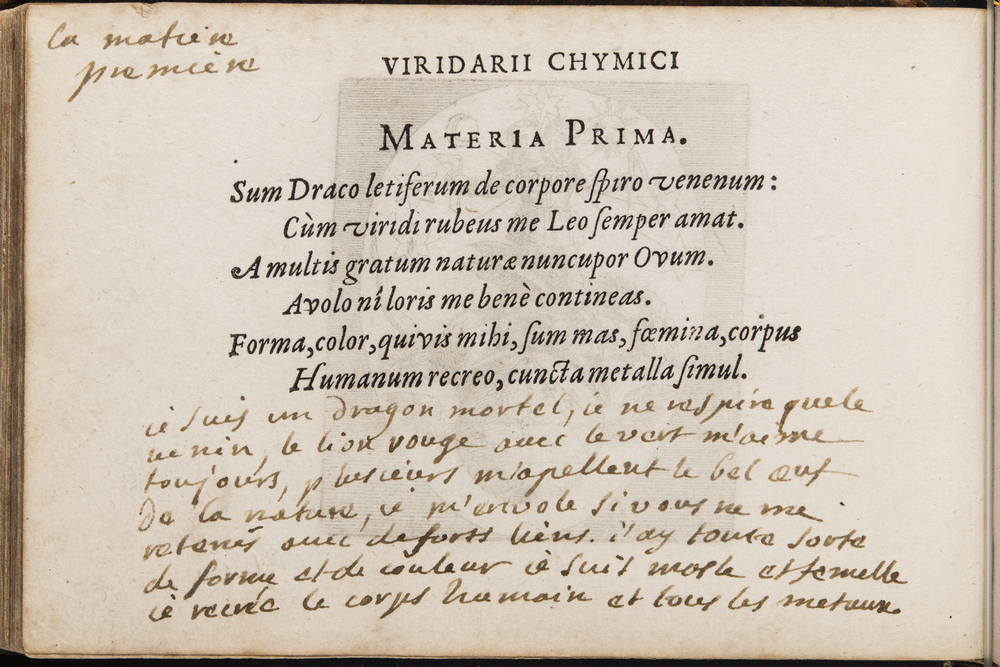 la matiere
premiere
VIRIDARII CHYMICI
MATERIA PRIMA.
Sum Draco letiferum de corpore ſpiro venenum:
Cùm viridi rubeus me Leo ſemper amat.
A multis gratum naturæ nuncupor Ovum.
Avolo nî loris me benè contineas.
Forma, color, quivis mihi, ſum mas, fœmina, corpus
Humanum recreo, cuncta metalla ſimul.
ie suis un dragon mortel, ie ne respire que le
venin, le lion rouge avec le vert m'aime
toujours, plusieurs m'apellent le bel œuf
de la nature, ie m'envole si vous ne me
retenés avec de forts liens. i'ay toute sorte
de forme et de couleur ie suis masle et femelle
ie recrée le corps humain et tous les metaux.